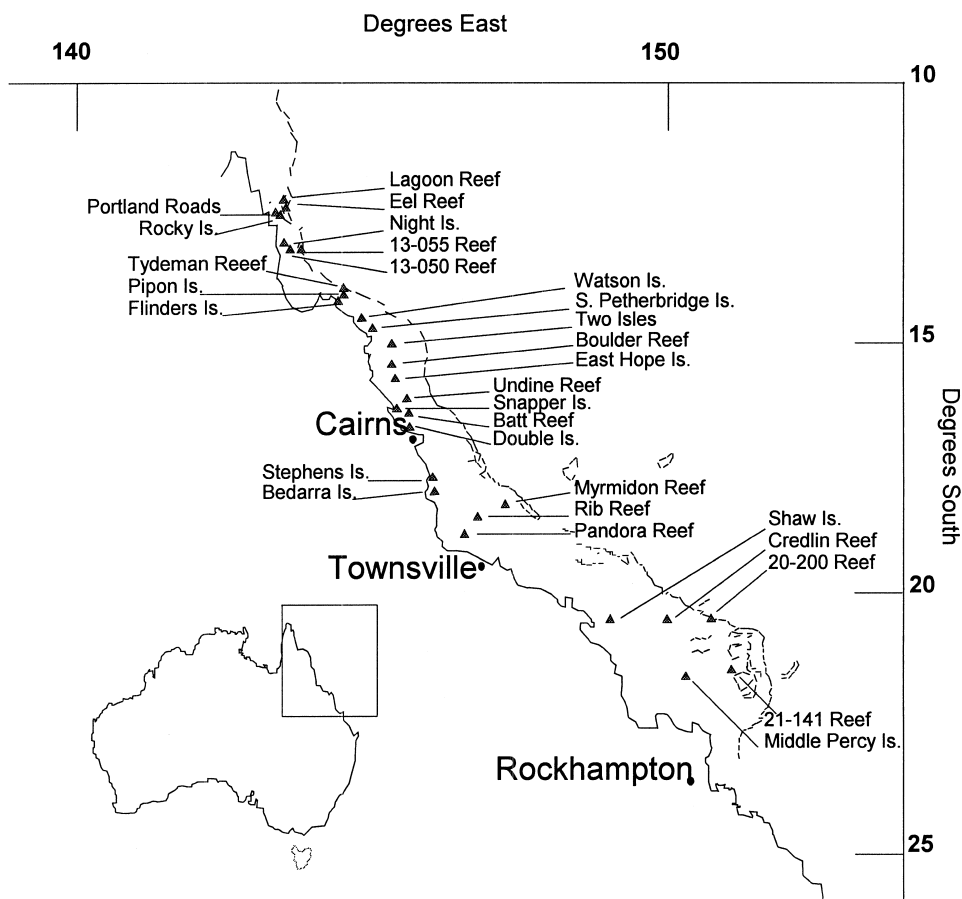 Degrees East
140
150
10
Lagoon Reef
Eel Reef
Portland Roads
Night Is.
Rocky Is.
13-055 Reef
13-050 Reef
Tydeman Reeef
Pipon Is.
Flinders Is.
Watson Is.
S. Petherbridge Is.
Two Isles
Boulder Reef
East Hope Is.
15
Undine Reef
Snapper Is.
Batt Reef
Double Is.
Cairns
Degrees South
Stephens Is.
Bedarra Is.
Myrmidon Reef
Rib Reef
Pandora Reef
Shaw Is.
Credlin Reef
20-200 Reef
Townsville
20
21-141 Reef
Middle Percy Is.
Rockhampton
25